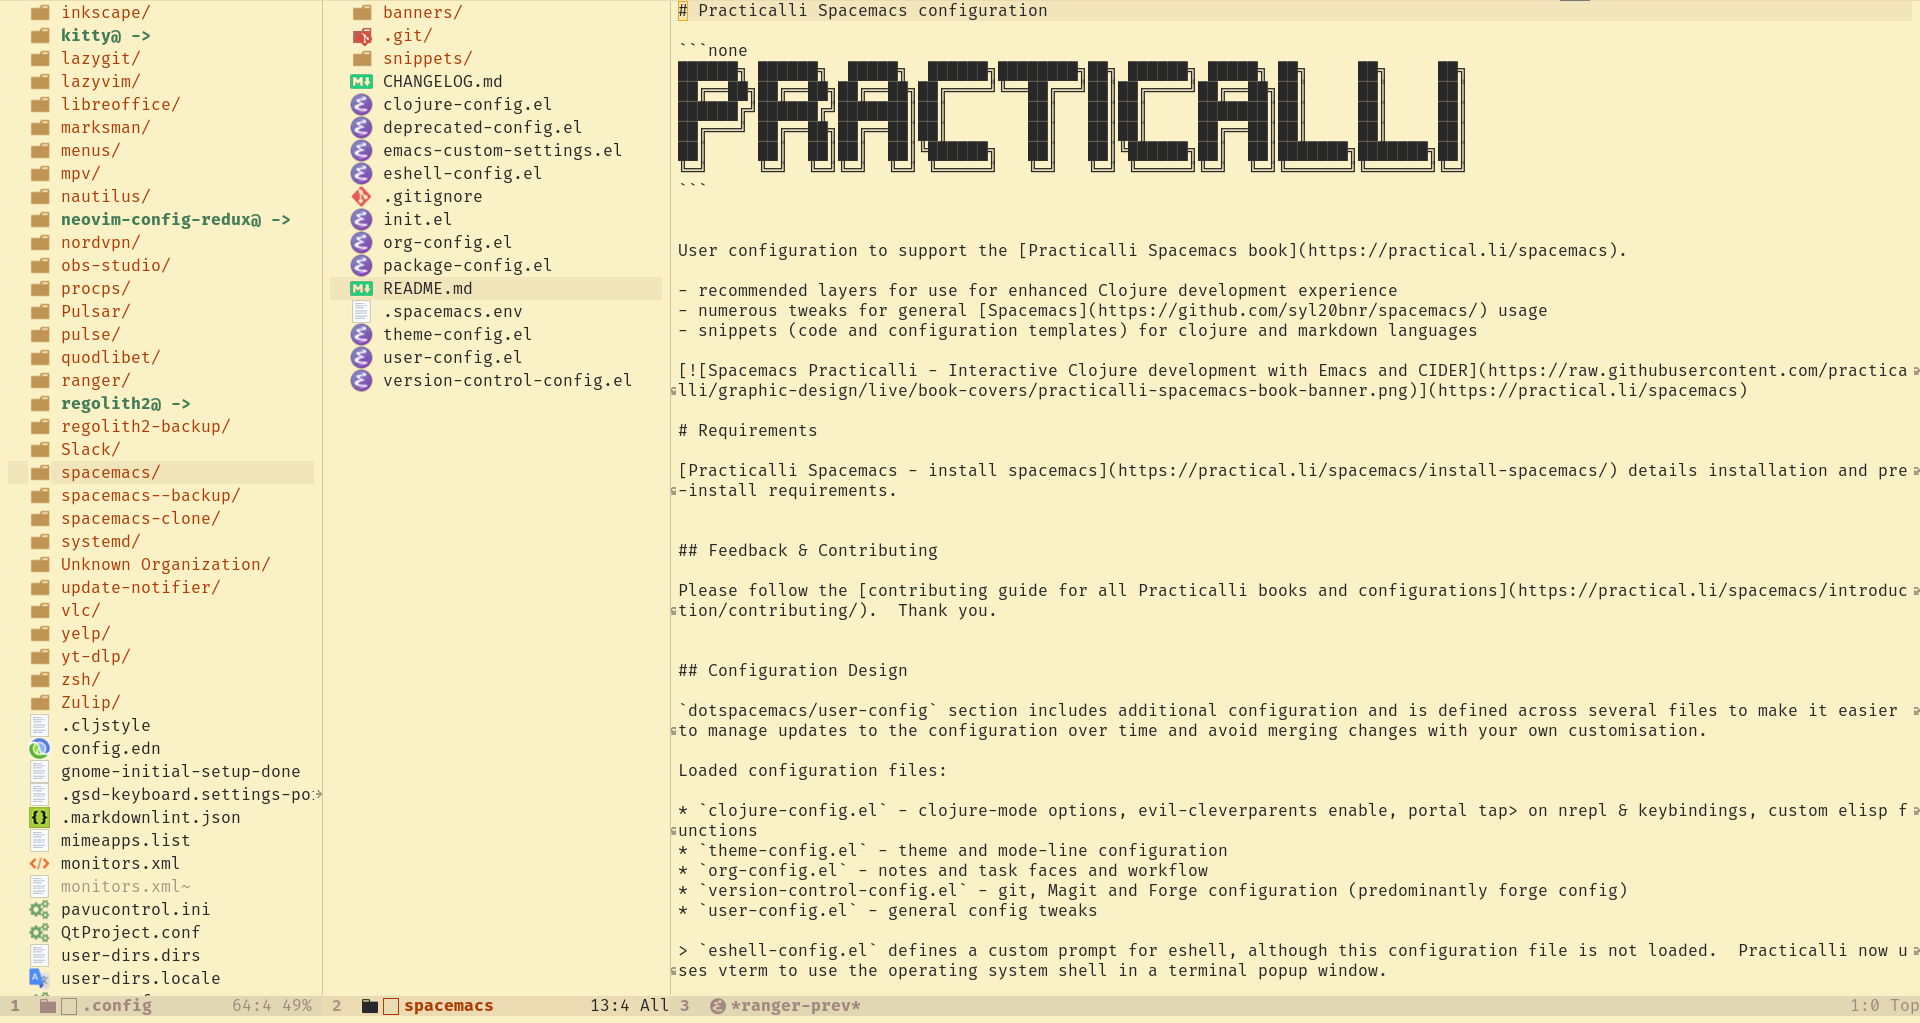 inkscape/
kitty@ ->
lazygit/
lazyvim/
libreoffice/
marksman/
menus/
mpv/
nautilus/
neovim-config-redux@ ->
nordvpn/
obs-studio/
procps/
Pulsar/
pulse/
quodlibet/
ranger/
regolith2@ ->
regolith2-backup/
Slack/
spacemacs/
spacemacs--backup/
spacemacs-clone/
systemd/
Unknown Organization/
update-notifier/
vlc/
yelp/
yt-dlp/
zsh/
Zulip/
.cljstyle
config.edn
gnome-initial-setup-done
.gsd-keyboard.settings-po
.markdownlint.json
mimeapps.list
monitors.xml
monitors.xml~
pavucontrol.ini
QtProject.conf
user-dirs.dirs
user-dirs.locale
banners/
.git/
snippets/
CHANGELOG.md
clojure-config.el
deprecated-config.el
emacs-custom-settings.el
eshell-config.el
.gitignore
init.el
org-config.el
package-config.el
README.md
.spacemacs.env
theme-config.el
user-config.el
version-control-config.el
# Practicalli Spacemacs configuration
```none
PRACTICALLI
```
User configuration to support the [Practicalli Spacemacs book](https://practical.li/spacemacs).
- recommended layers for use for enhanced Clojure development experience
- numerous tweaks for general [Spacemacs](https://github.com/syl20bnr/spacemacs/) usage
- snippets (code and configuration templates) for clojure and markdown languages
[![Spacemacs Practicalli - Interactive Clojure development with Emacs and CIDER](https://raw.githubusercontent.com/practica
lli/graphic-design/live/book-covers/practicalli-spacemacs-book-banner.png)](https://practical.li/spacemacs)
# Requirements
[Practicalli Spacemacs - install spacemacs](https://practical.li/spacemacs/install-spacemacs/) details installation and pre
-install requirements.
## Feedback & Contributing
Please follow the [contributing guide for all Practicalli books and configurations](https://practical.li/spacemacs/introduc
tion/contributing/).  Thank you.
## Configuration Design
`dotspacemacs/user-config` section includes additional configuration and is defined across several files to make it easier
to manage updates to the configuration over time and avoid merging changes with your own customisation.
Loaded configuration files:
* `clojure-config.el` - clojure-mode options, evil-cleverparents enable, portal tap> on nrepl & keybindings, custom elisp f
unctions
* `theme-config.el` - theme and mode-line configuration
* `org-config.el` - notes and task faces and workflow
* `version-control-config.el` - git, Magit and Forge configuration (predominantly forge config)
* `user-config.el` - general config tweaks
> `eshell-config.el` defines a custom prompt for eshell, although this configuration file is not loaded.  Practicalli now u
ses vterm to use the operating system shell in a terminal popup window.
1 .config 64:4 49%
2 spacemacs 13:4 All
3 *ranger-prev* 1:0 Top